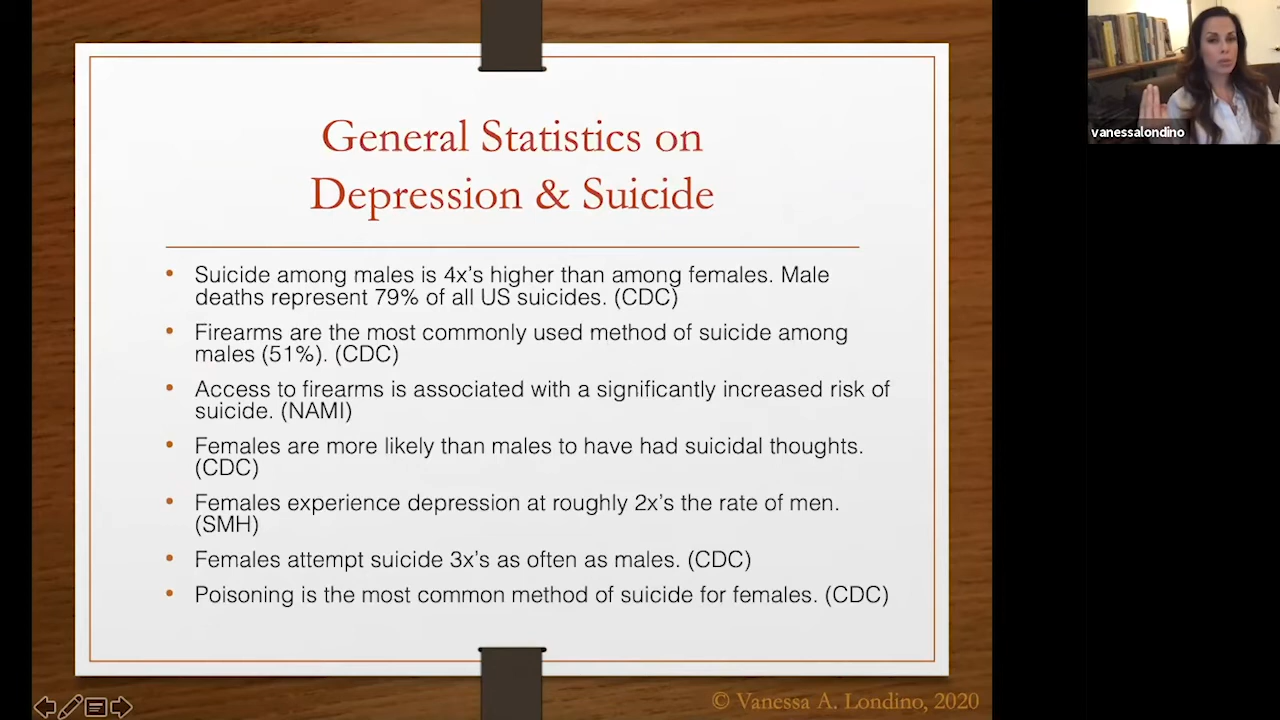 General Statistics on
Depression & Suicide
• Suicide among males is 4x's higher than among females. Male
deaths represent 79% of all US suicides. (CDC)
• Firearms are the most commonly used method of suicide among
males (51%). (CDC)
• Access to firearms is associated with a significantly increased risk of
suicide. (NAMI)
• Females are more likely than males to have had suicidal thoughts.
(CDC)
• Females experience depression at roughly 2x's the rate of men.
(SMH)
• Females attempt suicide 3x's as often as males. (CDC)
• Poisoning is the most common method of suicide for females. (CDC)
© Vanessa A. Londino, 2020
vanessalondino